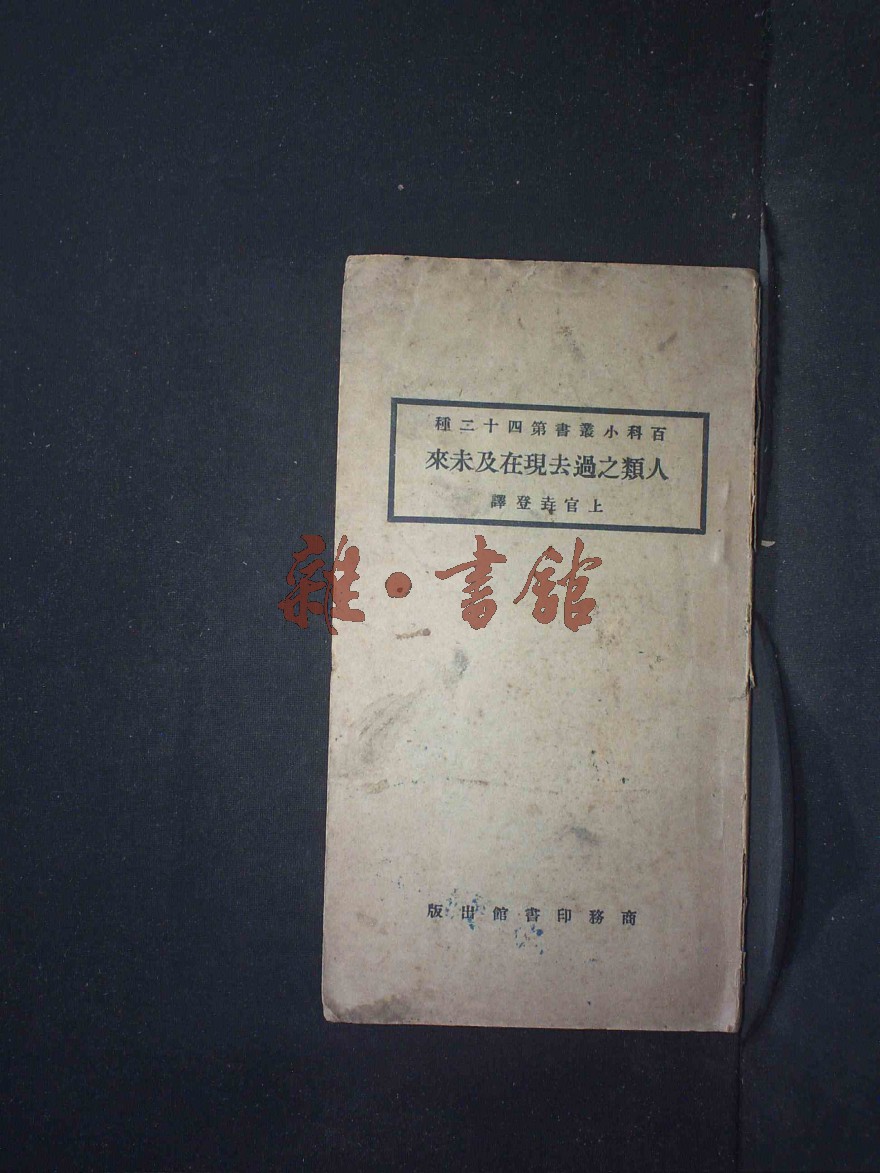 百科小叢書第四十三種
人類之過去現在及未來
上官垚登譯
雜·書館
商務印書館出版